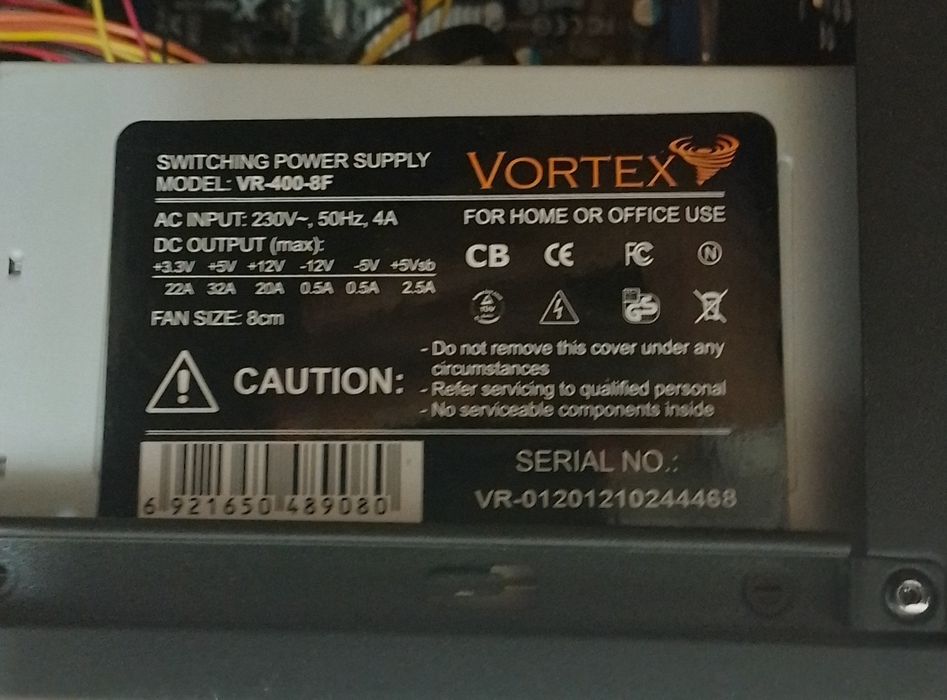 SWITCHING POWER SUPPLY
MODEL: VR-400-8F
VORTEX
AC INPUT: 230V~, 50Hz, 4A
FOR HOME OR OFFICE USE
DC OUTPUT (max):
+3.3V +5V +12V -12V -5V +5Vsb
22A 32A 20A 0.5A 0.5A 2.5A
CB CE FC N
FAN SIZE: 8cm
GS
CAUTION:
- Do not remove this cover under any
circumstances
- Refer servicing to qualified personal
- No serviceable components inside
6 921650 489080
SERIAL NO.:
VR-01201210244468